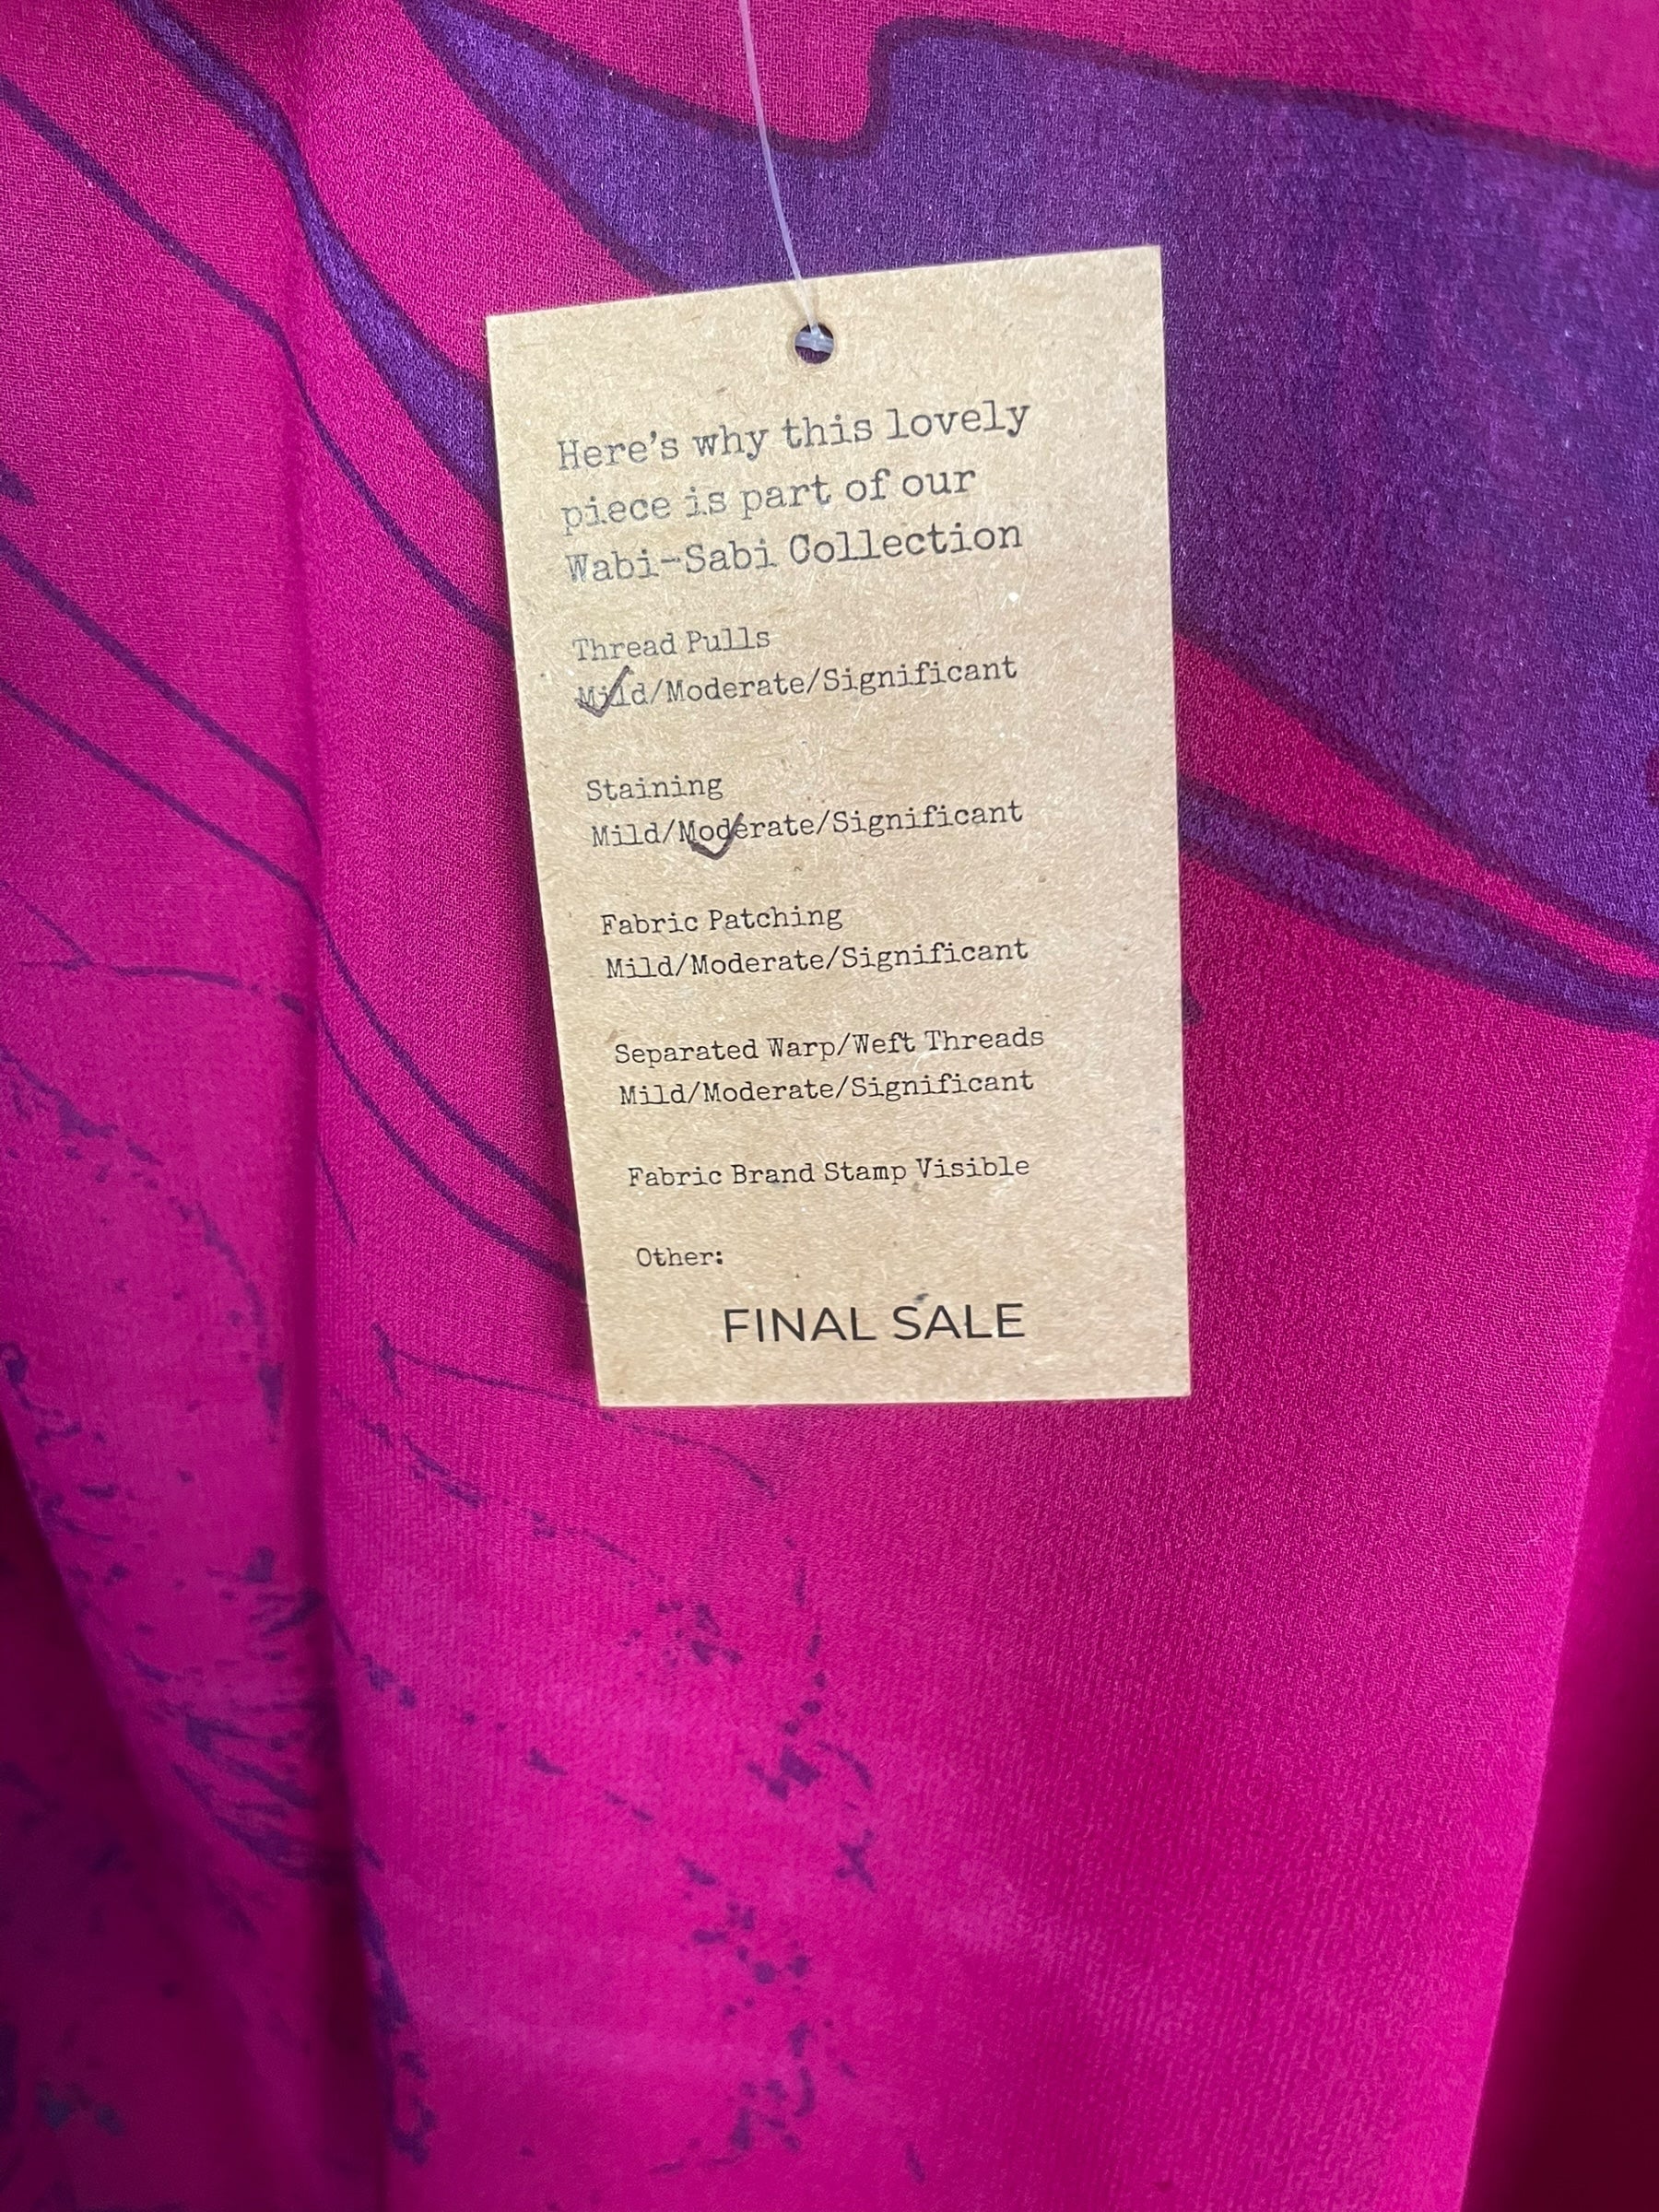 Here's why this lovely
piece is part of our
Wabi-Sabi Collection
Thread Pulls
Mild/Moderate/Significant
Staining
Mild/Moderate/Significant
Fabric Patching
Mild/Moderate/Significant
Separated Warp/Weft Threads
Mild/Moderate/Significant
Fabric Brand Stamp Visible
Other:
FINAL SALE